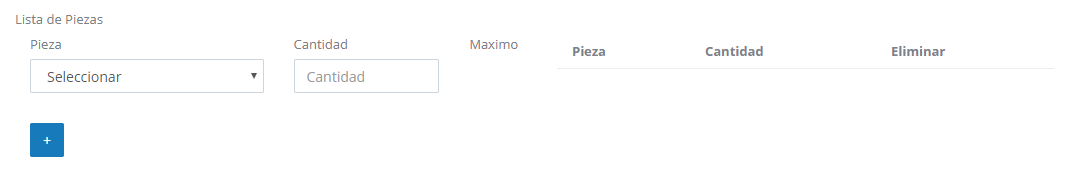 Lista de Piezas
Pieza Cantidad Maximo
Seleccionar Cantidad
+
Pieza Cantidad Eliminar